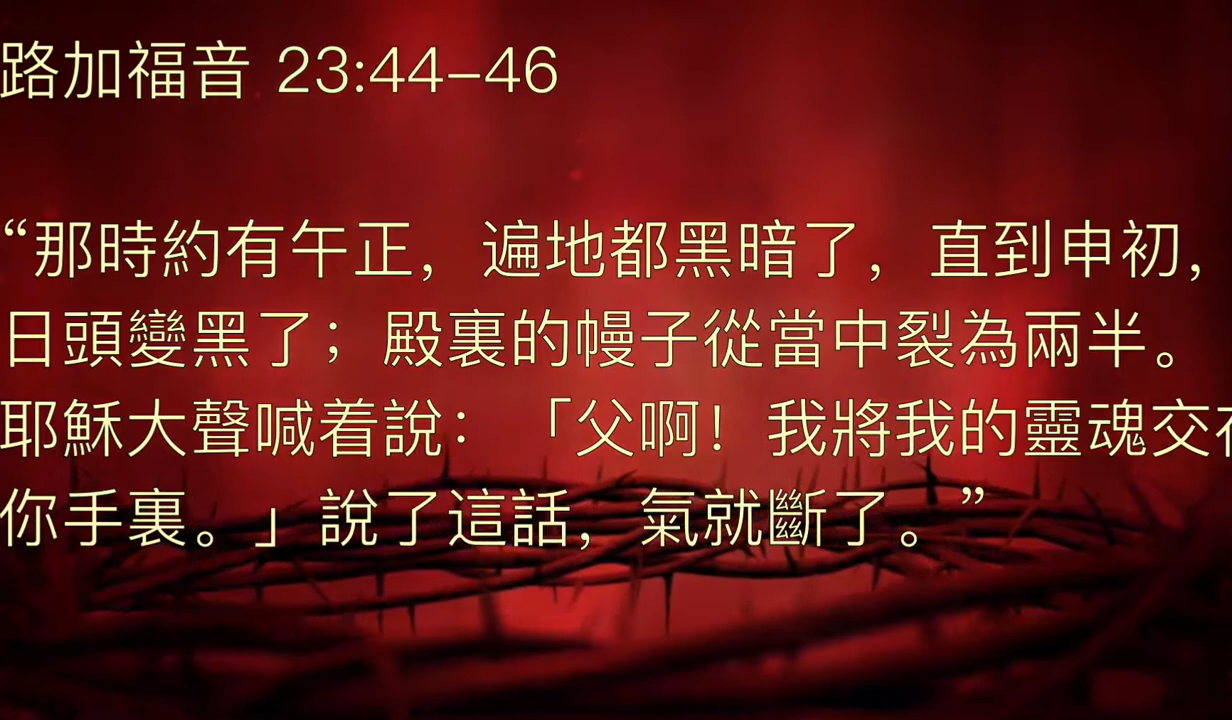 路加福音 23:44–46
“那時約有午正，遍地都黑暗了，直到申初，
日頭變黑了；殿裏的幔子從當中裂為兩半。
耶穌大聲喊着說：「父啊！我將我的靈魂交在
你手裏。」說了這話，氣就斷了。”